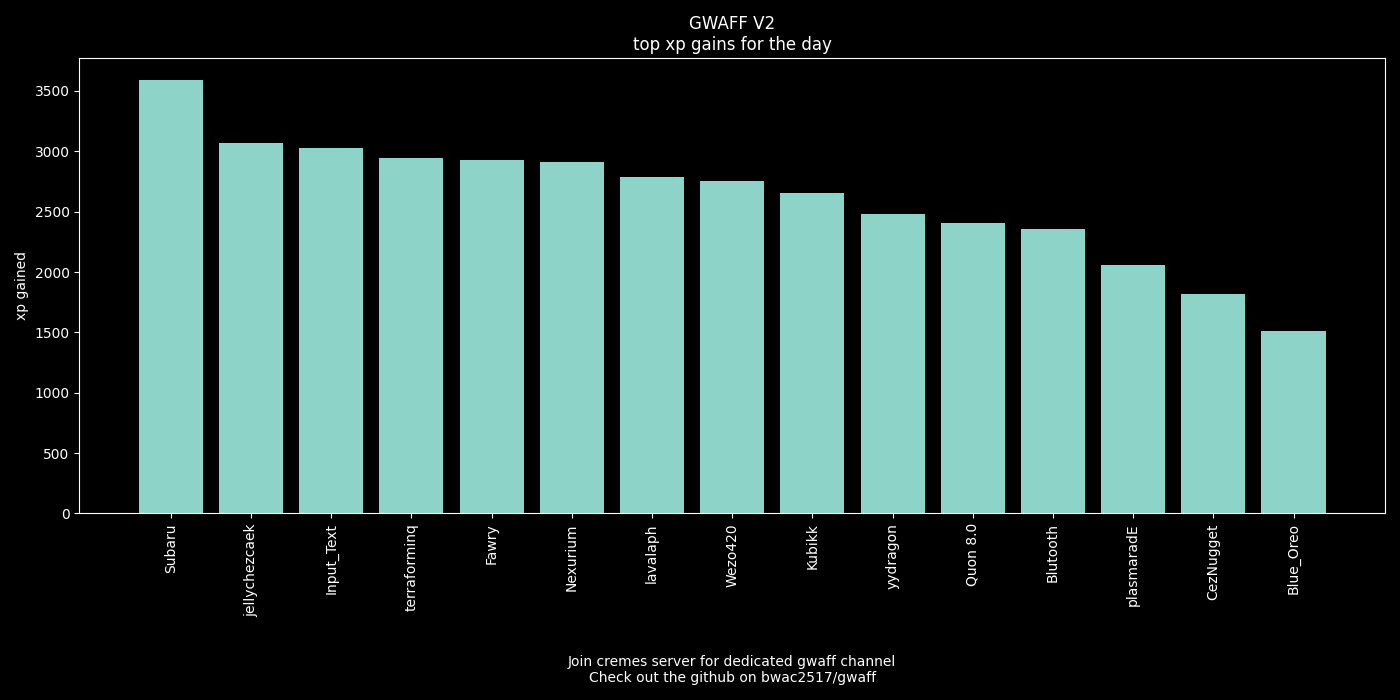 GWAFF V2
top xp gains for the day
xp gained
3500
3000
2500
2000
1500
1000
500
0
Subaru
jellychezcaek
Input_Text
terraforminq
Fawry
Nexurium
lavalaph
Wezo420
Kubikk
yydragon
Quon 8.0
Blutooth
plasmaradE
CezNugget
Blue_Oreo
Join cremes server for dedicated gwaff channel
Check out the github on bwac2517/gwaff